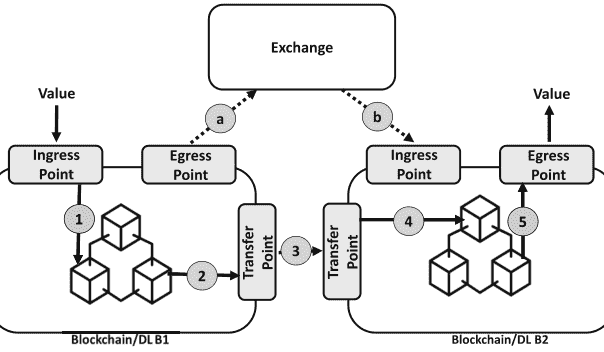 Exchange
Value
Value
a
b
Ingress
Point
Egress
Point
Ingress
Point
Egress
Point
1
2
Transfer
Point
3
Transfer
Point
4
5
Blockchain/DL B1
Blockchain/DL B2